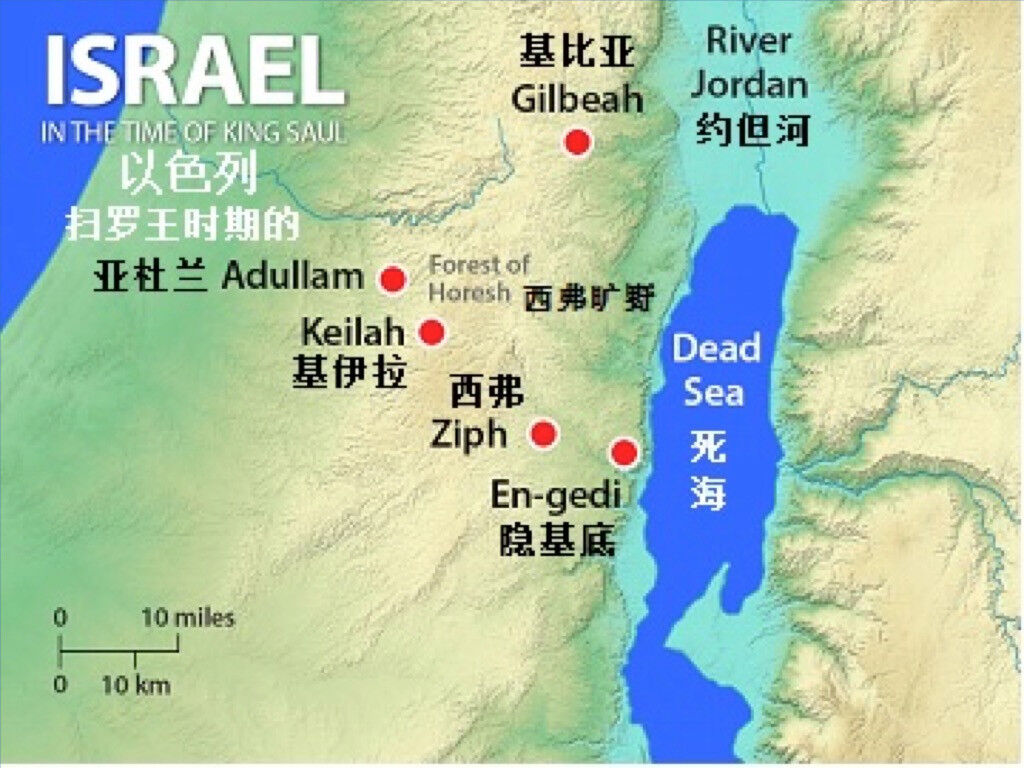 ISRAEL
IN THE TIME OF KING SAUL
以色列
扫罗王时期的
基比亚
Gilbeah
River
Jordan
约但河
亚杜兰 Adullam
Forest of
Horesh 西弗旷野
Keilah
基伊拉
西弗
Ziph
En-gedi
隐基底
Dead
Sea
死
海
0 10 miles
0 10 km